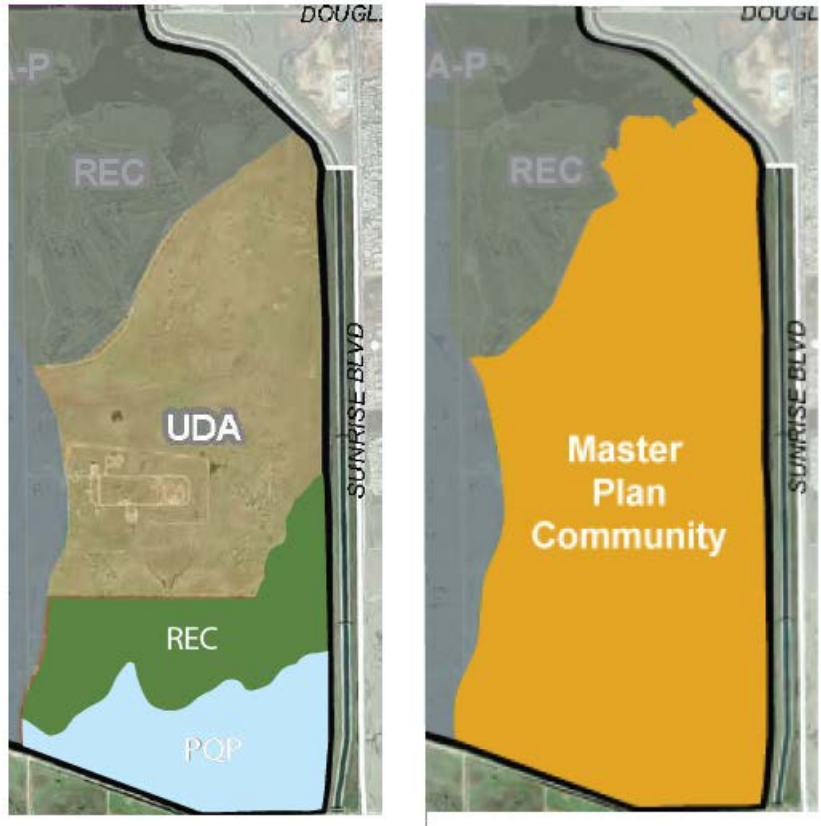 DOUGL
A-P
REC
UDA
SUNRISE BLVD
REC
PQP
DOUGL
A-P
REC
SUNRISE BLVD
Master
Plan
Community